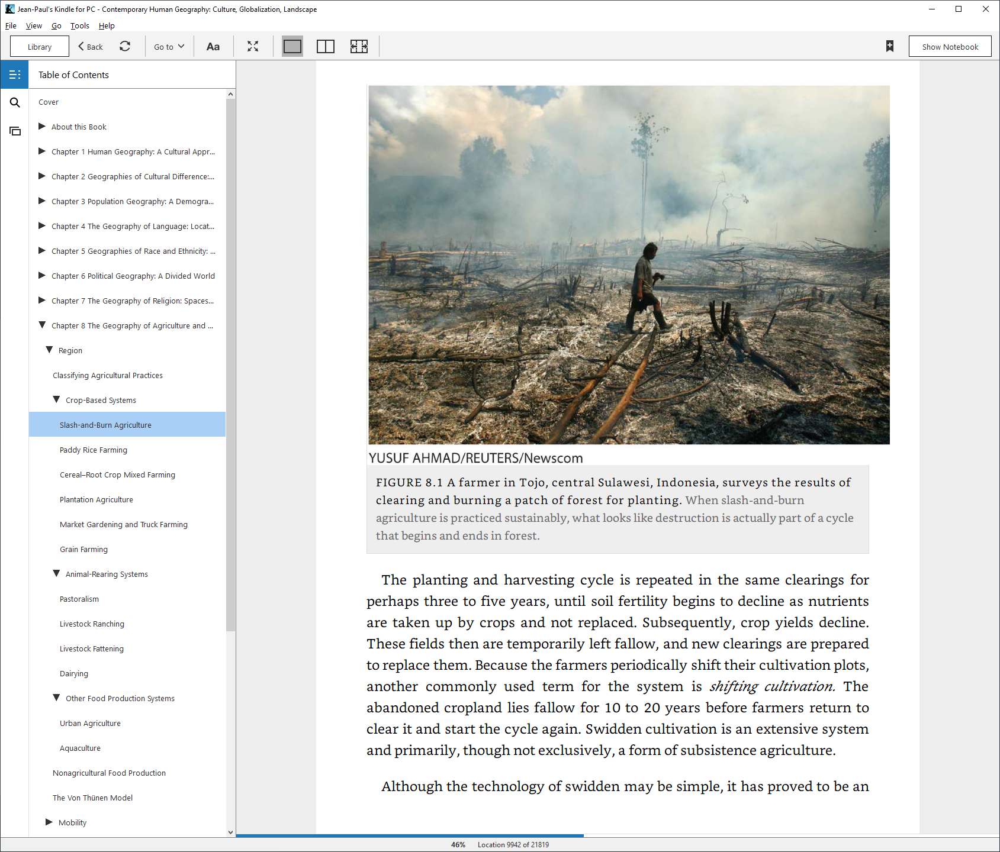 Jean-Paul's Kindle for PC - Contemporary Human Geography: Culture, Globalization, Landscape
File View Go Tools Help
Library Back Go to Aa Show Notebook
Table of Contents
Cover
About this Book
Chapter 1 Human Geography: A Cultural Appr...
Chapter 2 Geographies of Cultural Difference:...
Chapter 3 Population Geography: A Demogra...
Chapter 4 The Geography of Language: Locat...
Chapter 5 Geographies of Race and Ethnicity: ...
Chapter 6 Political Geography: A Divided World
Chapter 7 The Geography of Religion: Spaces...
Chapter 8 The Geography of Agriculture and ...
Region
Classifying Agricultural Practices
Crop-Based Systems
Slash-and-Burn Agriculture
Paddy Rice Farming
Cereal–Root Crop Mixed Farming
Plantation Agriculture
Market Gardening and Truck Farming
Grain Farming
Animal-Rearing Systems
Pastoralism
Livestock Ranching
Livestock Fattening
Dairying
Other Food Production Systems
Urban Agriculture
Aquaculture
Nonagricultural Food Production
The Von Thünen Model
Mobility
YUSUF AHMAD/REUTERS/Newscom
FIGURE 8.1 A farmer in Tojo, central Sulawesi, Indonesia, surveys the results of
clearing and burning a patch of forest for planting. When slash-and-burn
agriculture is practiced sustainably, what looks like destruction is actually part of a cycle
that begins and ends in forest.
The planting and harvesting cycle is repeated in the same clearings for
perhaps three to five years, until soil fertility begins to decline as nutrients
are taken up by crops and not replaced. Subsequently, crop yields decline.
These fields then are temporarily left fallow, and new clearings are prepared
to replace them. Because the farmers periodically shift their cultivation plots,
another commonly used term for the system is shifting cultivation. The
abandoned cropland lies fallow for 10 to 20 years before farmers return to
clear it and start the cycle again. Swidden cultivation is an extensive system
and primarily, though not exclusively, a form of subsistence agriculture.
Although the technology of swidden may be simple, it has proved to be an
46% Location 9942 of 21819